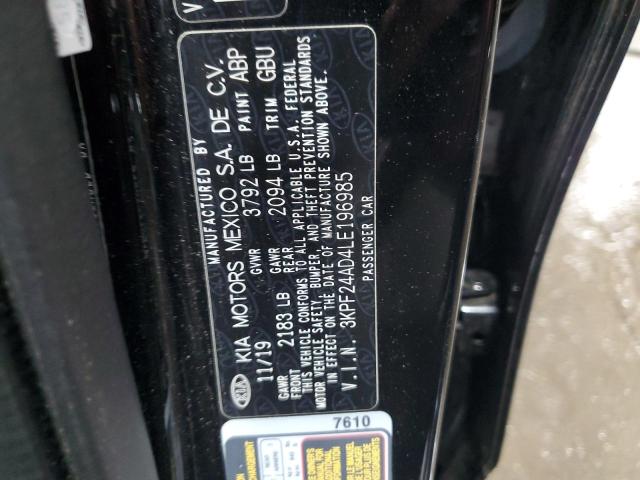 MANUFACTURED BY
KIA KIA MOTORS MEXICO S.A. DE C.V.
11/19 GVWR 3792 LB PAINT ABP
GAWR FRONT 2183 LB GAWR REAR 2094 LB TRIM GBU
THIS VEHICLE CONFORMS TO ALL APPLICABLE U.S.A. FEDERAL
MOTOR VEHICLE SAFETY, BUMPER, AND THEFT PREVENTION STANDARDS
IN EFFECT ON THE DATE OF MANUFACTURE SHOWN ABOVE.
V.I.N. 3KPF24AD4LE196985
PASSENGER CAR
7610